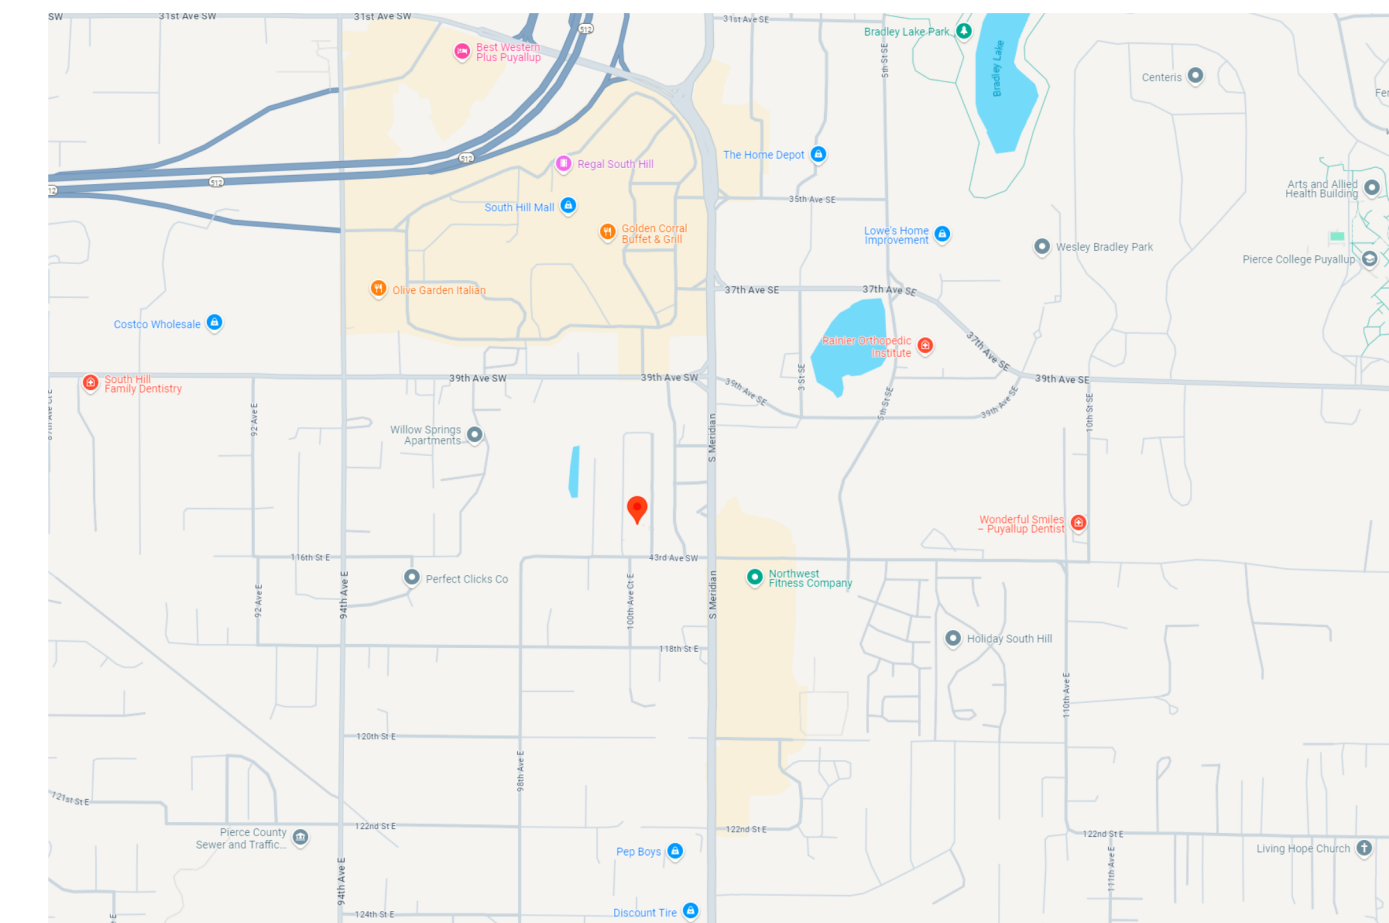 SW
31st Ave SW
31st Ave SW
31st Ave SE
512
Bradley Lake Park
Best Western
Plus Puyallup
5th St SE
Bradley Lake
Centeris
Fer
The Home Depot
512
Regal South Hill
512
12
Arts and Allied
Health Building
35th Ave SE
South Hill Mall
Golden Corral
Buffet & Grill
Lowe's Home
Improvement
Wesley Bradley Park
Pierce College Puyallup
Olive Garden Italian
37th Ave SE
37th Ave SE
Costco Wholesale
Rainier Orthopedic
Institute
37th Ave SE
South Hill
Family Dentistry
39th Ave SW
39th Ave SW
39th Ave SE
3 St SE
5th St SE
39th Ave SE
39th Ave SE
10th St SE
92 Ave E
Willow Springs
Apartments
S Meridian
Wonderful Smiles
– Puyallup Dentist
116th St E
43rd Ave SW
Perfect Clicks Co
Northwest
Fitness Company
92 Ave E
94th Ave E
100th Ave Ct E
S Meridian
Holiday South Hill
118th St E
110th Ave E
120th St E
98th Ave E
121st St E
Pierce County
Sewer and Traffic...
122nd St E
122nd St E
122nd St E
Pep Boys
Living Hope Church
94th Ave E
111th Ave E
124th St E
Discount Tire
E